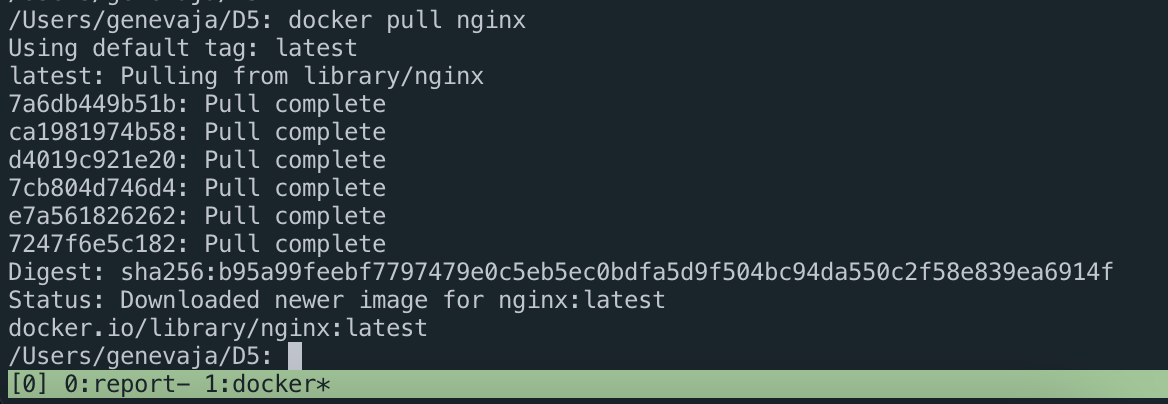 /Users/genevaja/D5: docker pull nginx
Using default tag: latest
latest: Pulling from library/nginx
7a6db449b51b: Pull complete
ca1981974b58: Pull complete
d4019c921e20: Pull complete
7cb804d746d4: Pull complete
e7a561826262: Pull complete
7247f6e5c182: Pull complete
Digest: sha256:b95a99feebf7797479e0c5eb5ec0bdfa5d9f504bc94da550c2f58e839ea6914f
Status: Downloaded newer image for nginx:latest
docker.io/library/nginx:latest
/Users/genevaja/D5:
[0] 0:report- 1:docker*